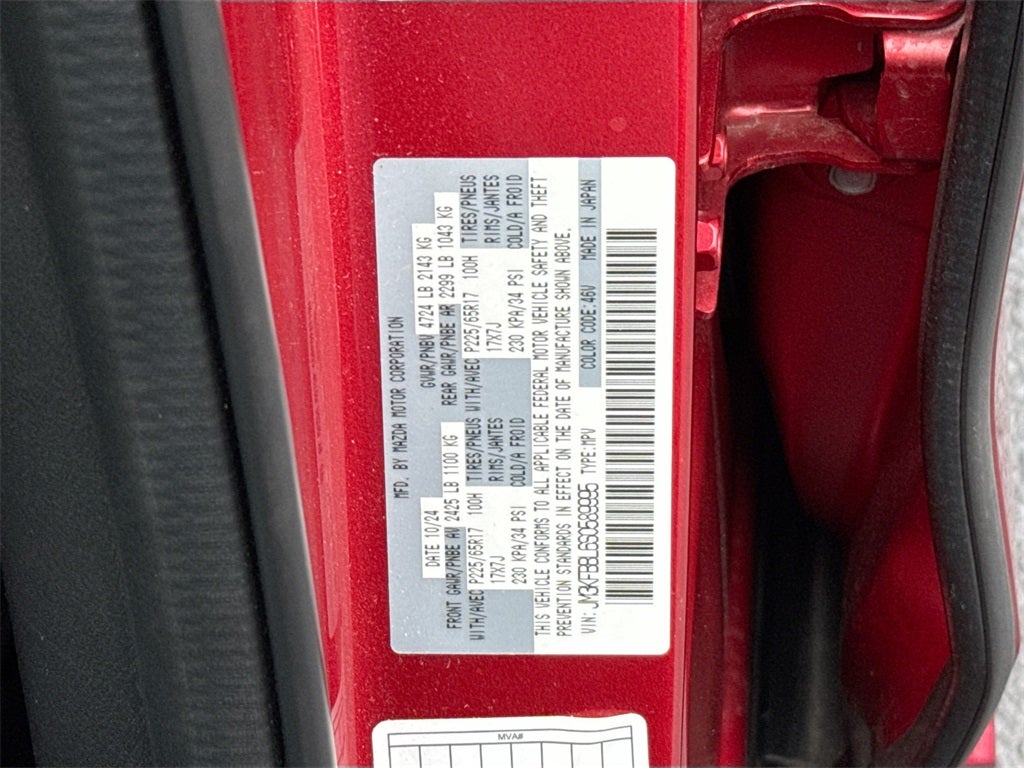 MFD. BY MAZDA MOTOR CORPORATION
DATE 10/24 GVWR/PNBV 4724 LB 2143 KG
FRONT GAWR/PNBE AV 2425 LB 1100 KG REAR GAWR/PNBE AR 2299 LB 1043 KG
WITH/AVEC P225/65R17 100H TIRES/PNEUS WITH/AVEC P225/65R17 100H TIRES/PNEUS
17X7J RIMS/JANTES 17X7J RIMS/JANTES
230 KPA/34 PSI COLD/A FROID 230 KPA/34 PSI COLD/A FROID
THIS VEHICLE CONFORMS TO ALL APPLICABLE FEDERAL MOTOR VEHICLE SAFETY AND THEFT
PREVENTION STANDARDS IN EFFECT ON THE DATE OF MANUFACTURE SHOWN ABOVE.
VIN: JM3KFBBL6S0589995 TYPE:MPV COLOR CODE:46V MADE IN JAPAN
MVA#